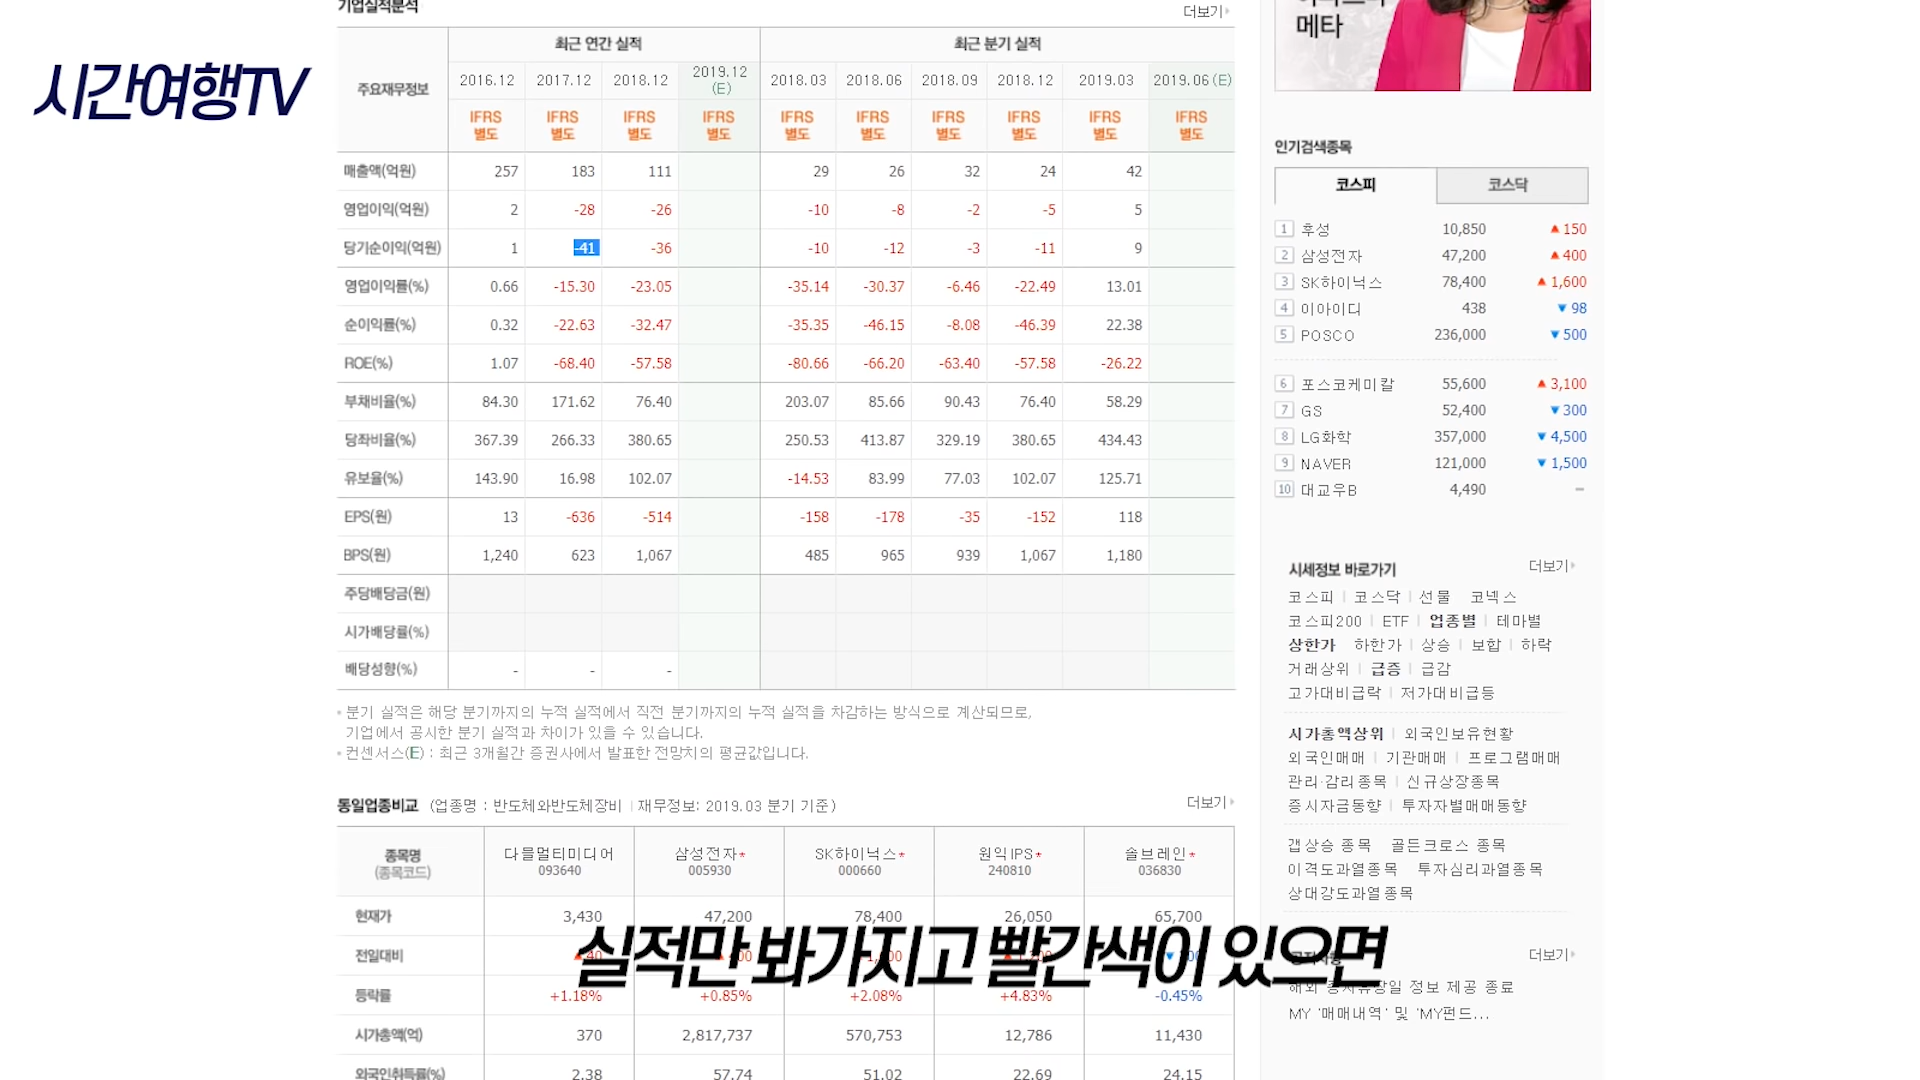 기업실적분석
더보기
메타
시간여행TV
주요재무정보 최근 연간 실적 최근 분기 실적
2016.12 2017.12 2018.12 2019.12 (E) 2018.03 2018.06 2018.09 2018.12 2019.03 2019.06 (E)
IFRS 별도 IFRS 별도 IFRS 별도 IFRS 별도 IFRS 별도 IFRS 별도 IFRS 별도 IFRS 별도 IFRS 별도 IFRS 별도
매출액(억원) 257 183 111 29 26 32 24 42
영업이익(억원) 2 -28 -26 -10 -8 -2 -5 5
당기순이익(억원) 1 -41 -36 -10 -12 -3 -11 9
영업이익률(%) 0.66 -15.30 -23.05 -35.14 -30.37 -6.46 -22.49 13.01
순이익률(%) 0.32 -22.63 -32.47 -35.35 -46.15 -8.08 -46.39 22.38
ROE(%) 1.07 -68.40 -57.58 -80.66 -66.20 -63.40 -57.58 -26.22
부채비율(%) 84.30 171.62 76.40 203.07 85.66 90.43 76.40 58.29
당좌비율(%) 367.39 266.33 380.65 250.53 413.87 329.19 380.65 434.43
유보율(%) 143.90 16.98 102.07 -14.53 83.99 77.03 102.07 125.71
EPS(원) 13 -636 -514 -158 -178 -35 -152 118
BPS(원) 1,240 623 1,067 485 965 939 1,067 1,180
주당배당금(원)
시가배당률(%)
배당성향(%) - - -
분기 실적은 해당 분기까지의 누적 실적에서 직전 분기까지의 누적 실적을 차감하는 방식으로 계산되므로,
기업에서 공시한 분기 실적과 차이가 있을 수 있습니다.
컨센서스(E) : 최근 3개월간 증권사에서 발표한 전망치의 평균값입니다.
동일업종비교 (업종명 : 반도체와반도체장비 | 재무정보: 2019.03 분기 기준)
더보기
종목명 (종목코드) 다믈멀티미디어 093640 삼성전자* 005930 SK하이닉스* 000660 원익IPS* 240810 솔브레인* 036830
현재가 3,430 47,200 78,400 26,050 65,700
전일대비
등락률 +1.18% +0.85% +2.08% +4.83% -0.45%
시가총액(억) 370 2,817,737 570,753 12,786 11,430
외국인취득률(%) 2.38 57.74 51.02 22.69 24.15
실적만 봐가지고 빨간색이 있으면
인기검색종목
코스피 코스닥
1 후성 10,850 ▲150
2 삼성전자 47,200 ▲400
3 SK하이닉스 78,400 ▲1,600
4 이아이디 438 ▼98
5 POSCO 236,000 ▼500
6 포스코케미칼 55,600 ▲3,100
7 GS 52,400 ▼300
8 LG화학 357,000 ▼4,500
9 NAVER 121,000 ▼1,500
10 대교우B 4,490 -
시세정보 바로가기 더보기
코스피 | 코스닥 | 선물 코넥스
코스피200 | ETF | 업종별 | 테마별
상한가 하한가 | 상승 | 보합 | 하락
거래상위 | 급증 | 급감
고가대비급락 | 저가대비급등
시가총액상위 | 외국인보유현황
외국인매매 | 기관매매 | 프로그램매매
관리·감리종목 | 신규상장종목
증시자금동향 | 투자자별매매동향
갭상승 종목 골든크로스 종목
이격도과열종목 투자심리과열종목
상대강도과열종목
더보기
정보 제공 종료
MY '매매내역' 및 'MY펀드...